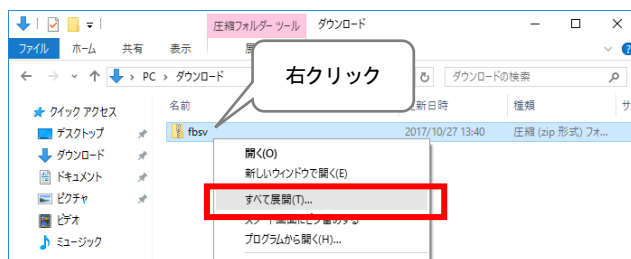 圧縮フォルダー ツール ダウンロード
ファイル ホーム 共有 表示
PC › ダウンロード
ダウンロードの検索
右クリック
名前 更新日時 種類 サ
クイック アクセス
デスクトップ
ダウンロード
ドキュメント
ピクチャ
ビデオ
ミュージック
fbsv 2017/10/27 13:40 圧縮 (zip 形式) フォ...
開く(O)
新しいウィンドウで開く(E)
すべて展開(T)...
プログラムから開く(H)...